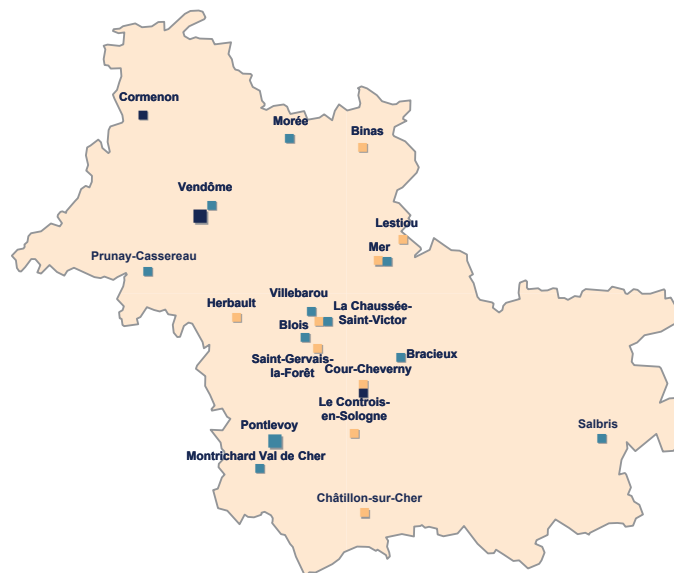 Cormenon
Morée
Binas
Vendôme
Lestiou
Mer
Prunay-Cassereau
Villebarou
Herbault
La Chaussée-
Saint-Victor
Blois
Saint-Gervais-
la-Forêt
Bracieux
Cour-Cheverny
Le Controis-
en-Sologne
Pontlevoy
Salbris
Montrichard Val de Cher
Châtillon-sur-Cher